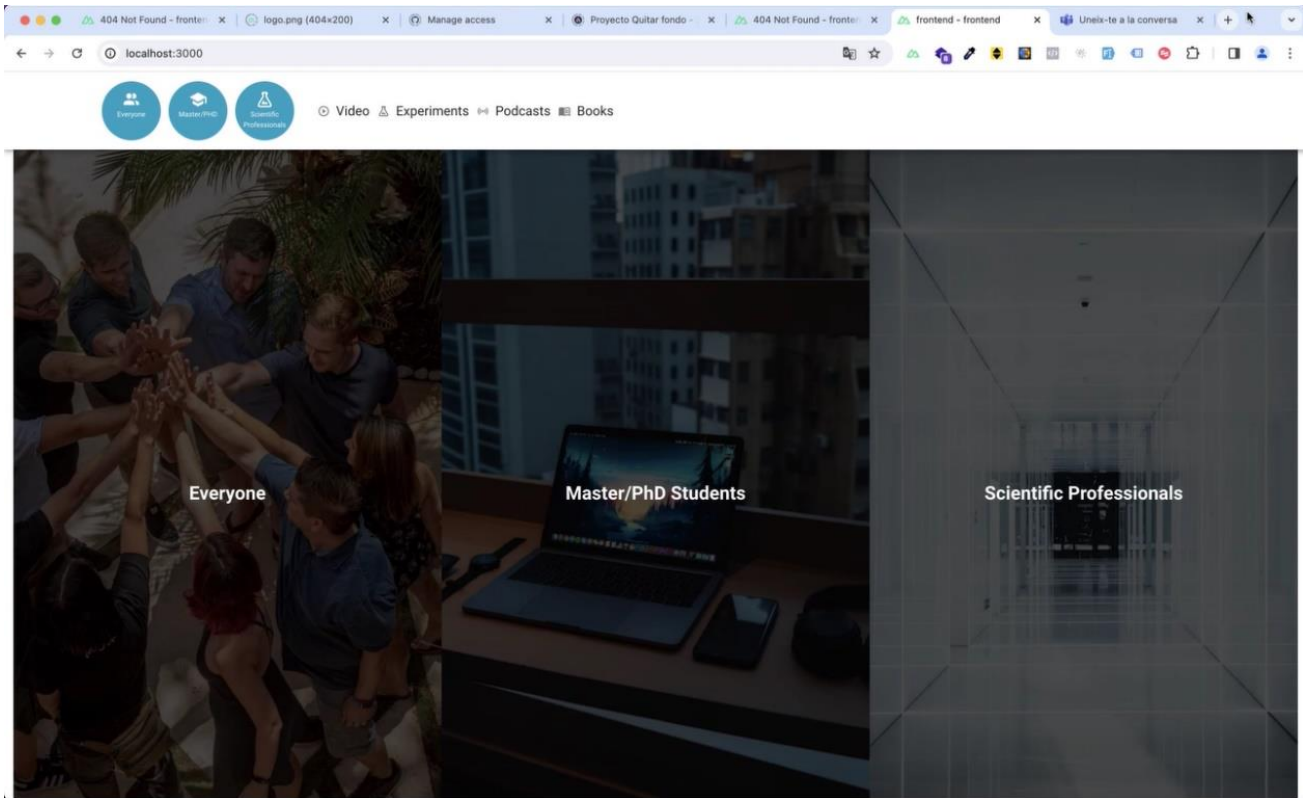 404 Not Found - fronten
logo.png (404×200)
Manage access
Proyecto Quitar fondo -
404 Not Found - fronten
frontend - frontend
Uneix-te a la conversa
localhost:3000
Everyone
Master/PHD
Scientific
Professionals
Video
Experiments
Podcasts
Books
Everyone
Master/PhD Students
Scientific Professionals